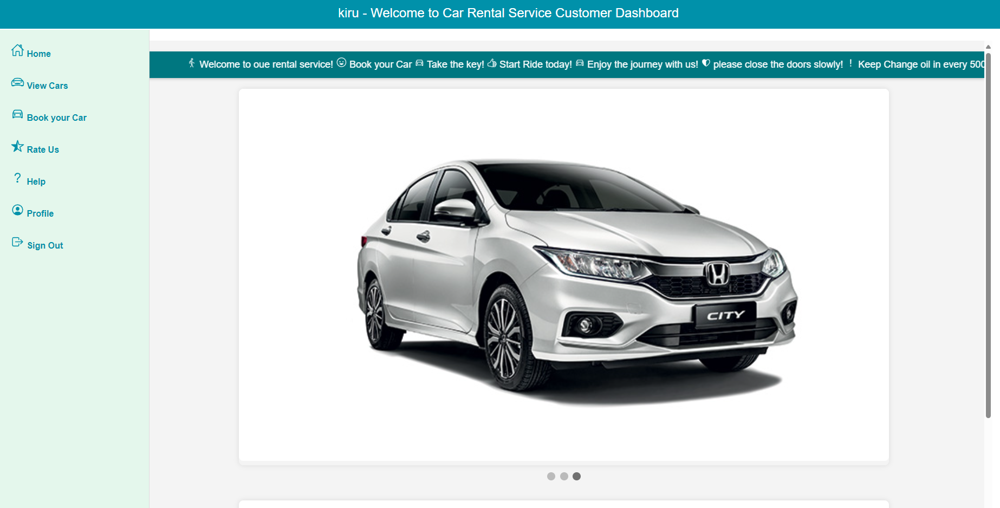 kiru - Welcome to Car Rental Service Customer Dashboard
Welcome to oue rental service! Book your Car Take the key! Start Ride today! Enjoy the journey with us! please close the doors slowly! Keep Change oil in every 500
Home
View Cars
Book your Car
Rate Us
Help
Profile
Sign Out
CITY